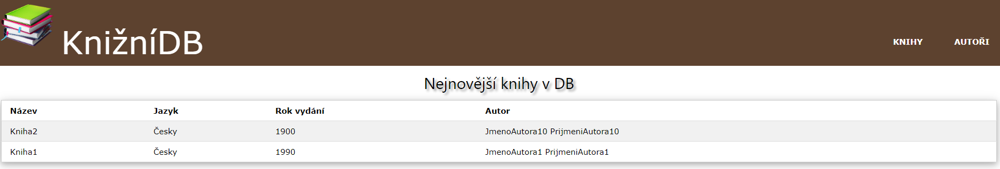 KnižníDB
KNIHY AUTOŘI
Nejnovější knihy v DB
Název Jazyk Rok vydání Autor
Kniha2 Česky 1900 JmenoAutora10 PrijmeniAutora10
Kniha1 Česky 1990 JmenoAutora1 PrijmeniAutora1